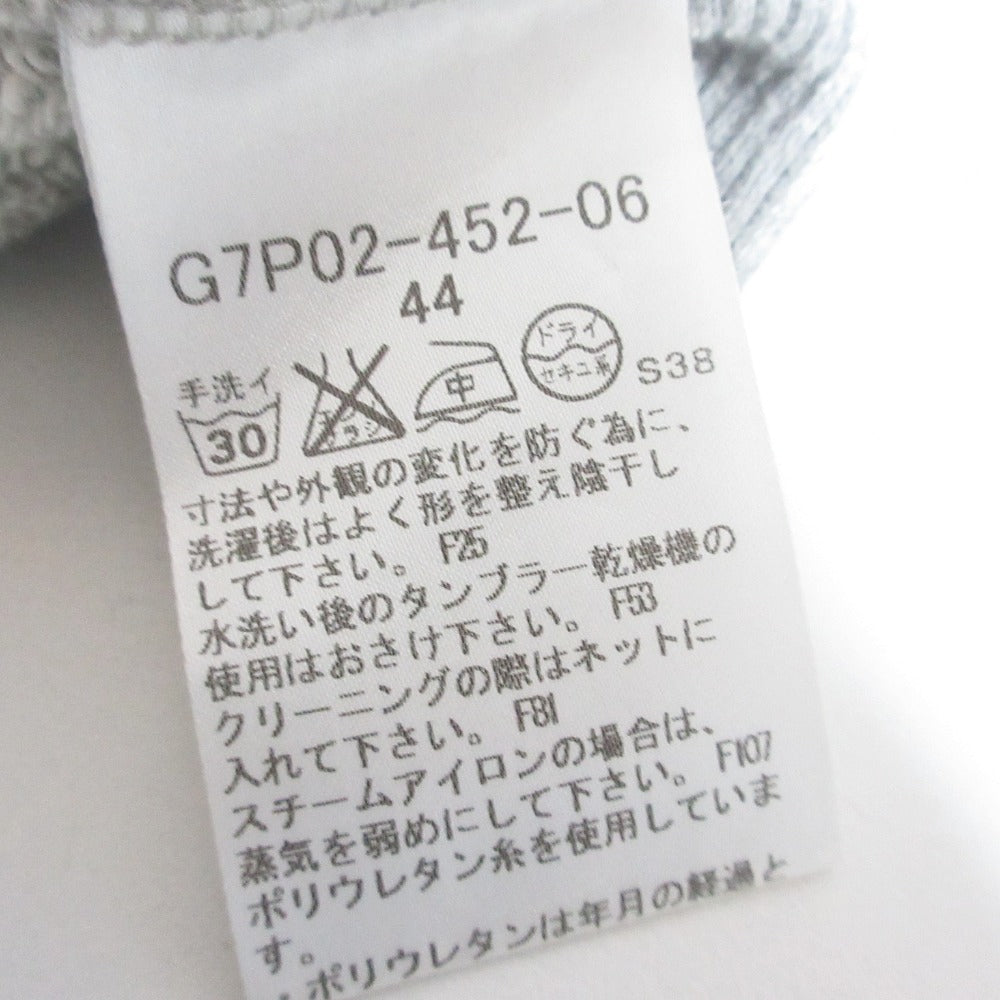 G7P02-452-06
44
手洗イ
30
エンソ
サラシ
中
ドライ
セキユ系
S38
寸法や外観の変化を防ぐ為に、
洗濯後はよく形を整え陰干し
して下さい。 F25
水洗い後のタンブラー乾燥機の
使用はおさけ下さい。 F53
クリーニングの際はネットに
入れて下さい。 F81
スチームアイロンの場合は、
蒸気を弱めにして下さい。 F107
ポリウレタン糸を使用していま
す。
・ポリウレタンは年月の経過と